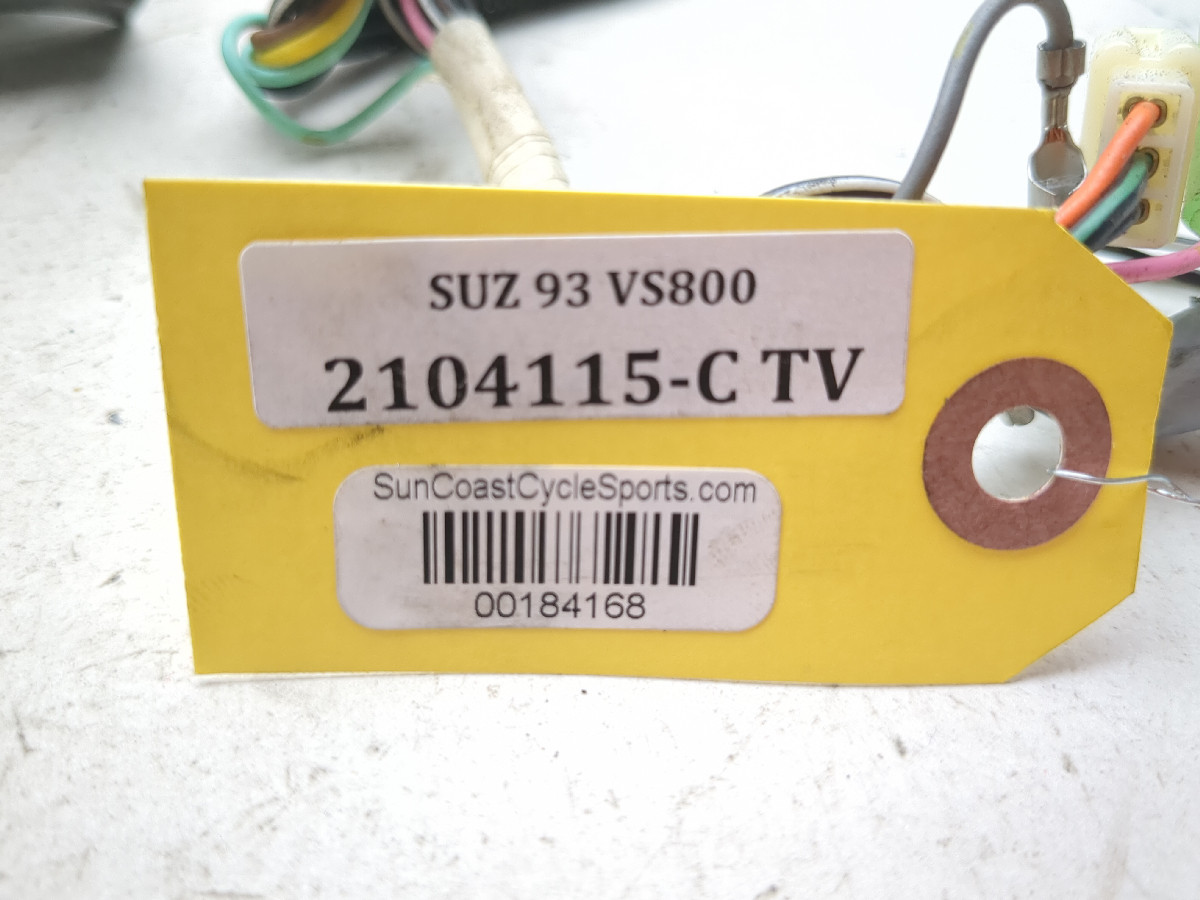 SUZ 93 VS800
2104115-C TV
SunCoastCycleSports.com
00184168